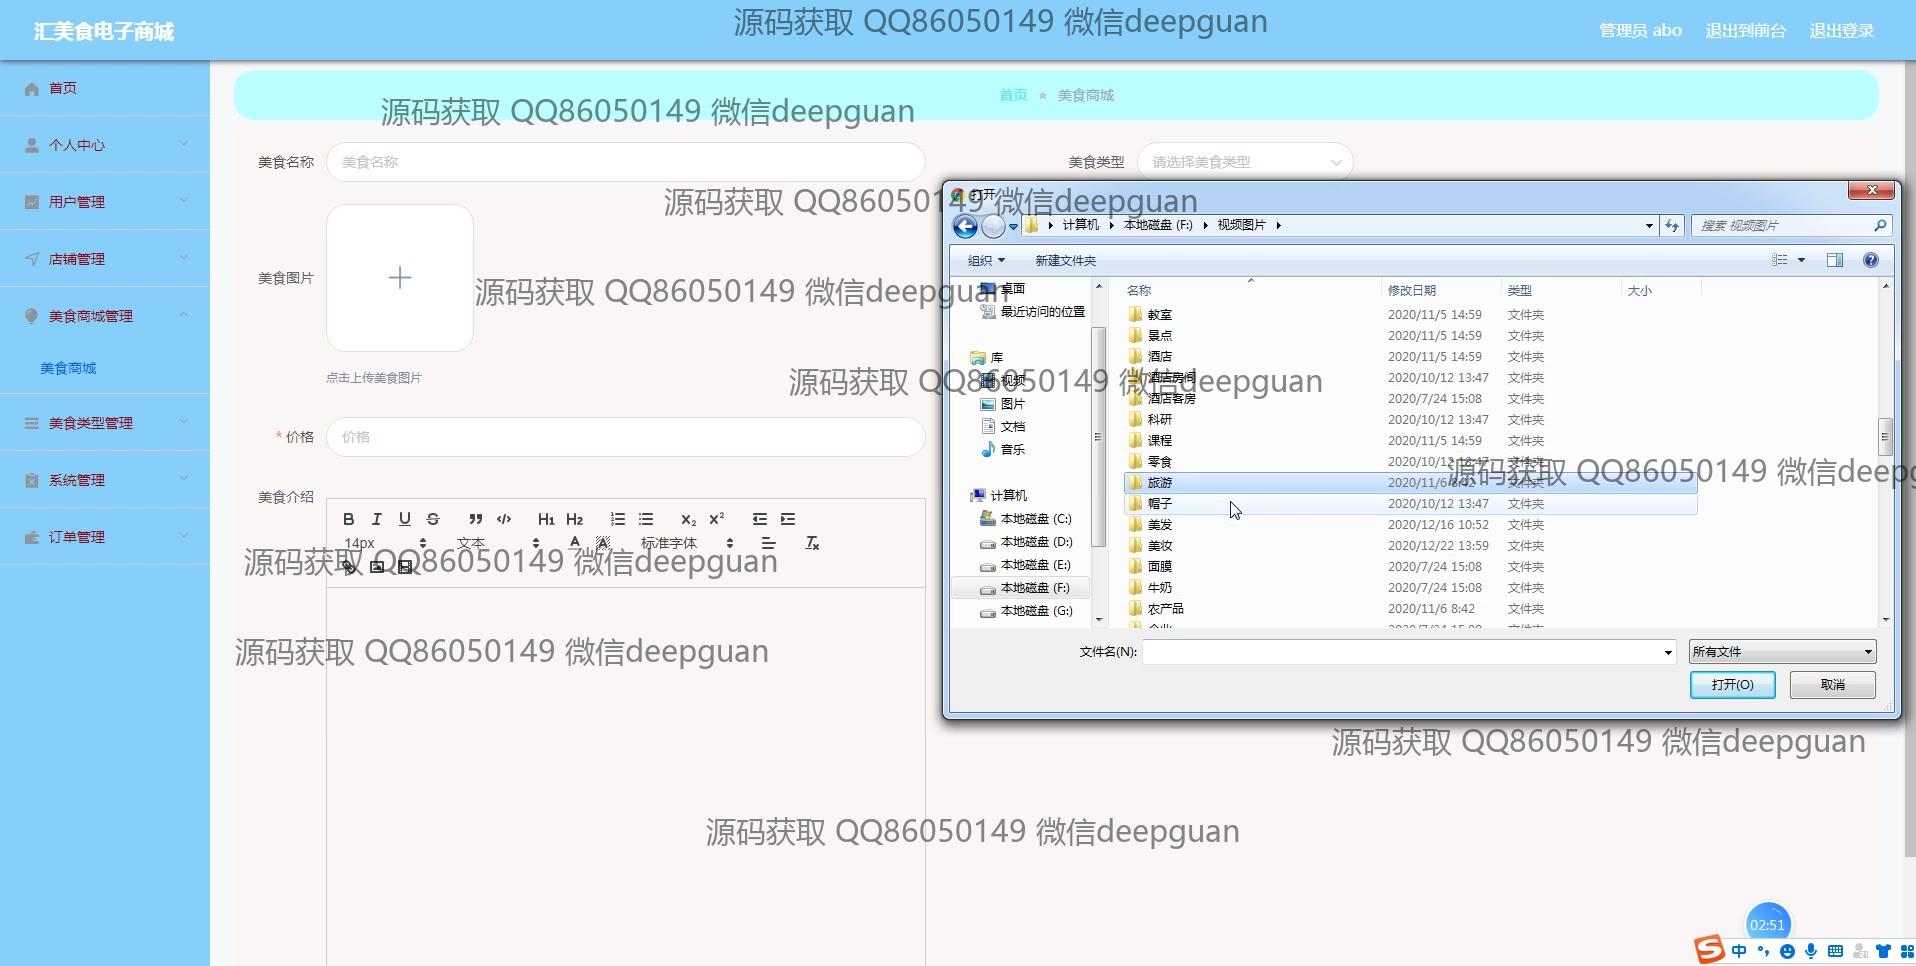 汇美食电子商城
源码获取 QQ86050149 微信deepguan
管理员 abo 退出到前台 退出登录
首页
个人中心
用户管理
店铺管理
美食商城管理
美食商城
美食类型管理
系统管理
订单管理
首页 美食商城
源码获取 QQ86050149 微信deepguan
美食名称 美食名称
美食类型 请选择美食类型
源码获取 QQ86050149 微信deepguan
美食图片
点击上传美食图片
源码获取 QQ86050149 微信deepguan
* 价格 价格
美食介绍
B I U S H1 H2 X2 X2
14px 文本 A A 标准字体
源码获取 QQ86050149 微信deepguan
源码获取 QQ86050149 微信deepguan
打开
计算机 本地磁盘 (F:) 视频图片
搜索 视频图片
组织 新建文件夹
桌面
最近访问的位置
库
视频
图片
文档
音乐
计算机
本地磁盘 (C:)
本地磁盘 (D:)
本地磁盘 (E:)
本地磁盘 (F:)
本地磁盘 (G:)
名称 修改日期 类型 大小
教室 2020/11/5 14:59 文件夹
景点 2020/11/5 14:59 文件夹
酒店 2020/11/5 14:59 文件夹
酒店房间 2020/10/12 13:47 文件夹
源码获取 QQ86050149 微信deepguan
酒店客房 2020/7/24 15:08 文件夹
科研 2020/10/12 13:47 文件夹
课程 2020/11/5 14:59 文件夹
零食 2020/10/12 13:47 文件夹
源码获取 QQ86050149 微信deepg
旅游 2020/11/6 8:42 文件夹
帽子 2020/10/12 13:47 文件夹
美发 2020/12/16 10:52 文件夹
美妆 2020/12/22 13:59 文件夹
面膜 2020/7/24 15:08 文件夹
牛奶 2020/7/24 15:08 文件夹
农产品 2020/11/6 8:42 文件夹
文件名(N): 所有文件
打开(O) 取消
源码获取 QQ86050149 微信deepguan
源码获取 QQ86050149 微信deepguan
02:51
S 中